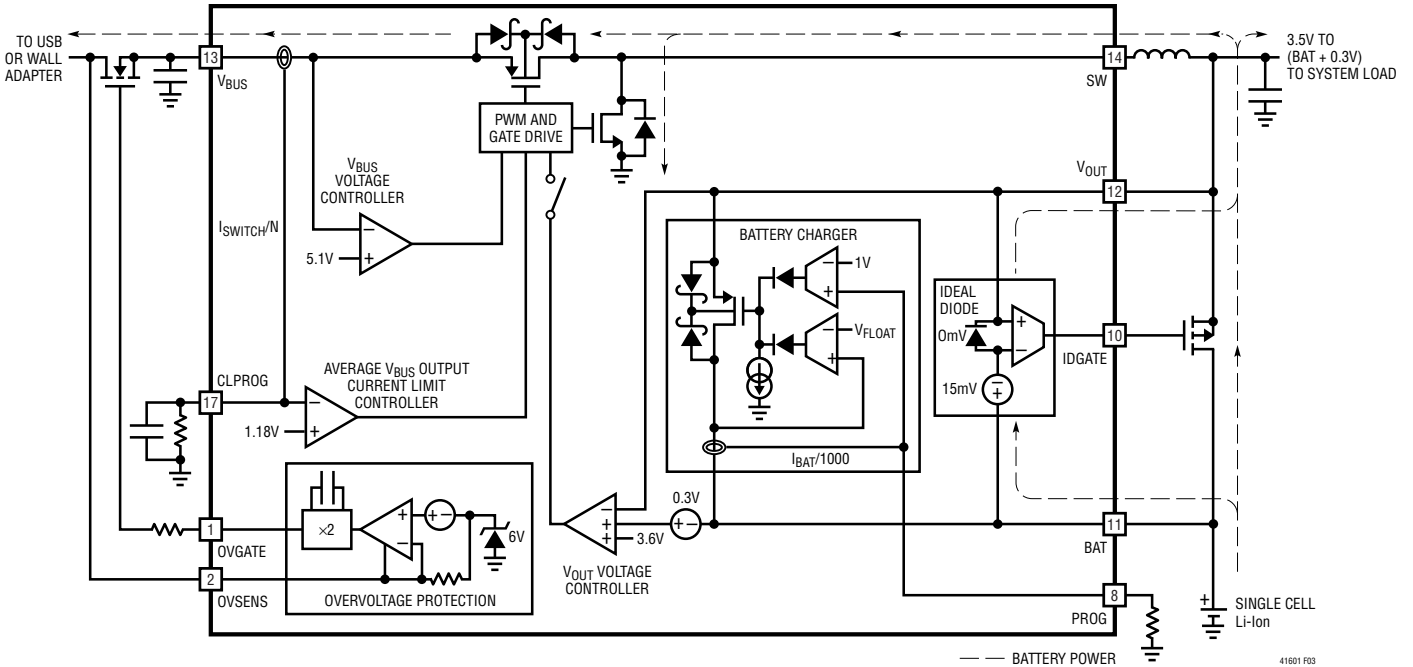 TO USB
OR WALL
ADAPTER
13
VBUS
14
SW
3.5V TO
(BAT + 0.3V)
TO SYSTEM LOAD
PWM AND
GATE DRIVE
VBUS
VOLTAGE
CONTROLLER
ISWITCH/N
−
+
5.1V
VOUT
12
BATTERY CHARGER
−
1V
+
−
VFLOAT
+
IDEAL
DIODE
0mV
+
−
15mV
−
+
10
IDGATE
CLPROG
17
AVERAGE VBUS OUTPUT
CURRENT LIMIT
CONTROLLER
−
+
1.18V
IBAT/1000
1
OVGATE
×2
+
−
+ −
6V
2
OVSENS
OVERVOLTAGE PROTECTION
−
+
+
3.6V
0.3V
+ −
VOUT VOLTAGE
CONTROLLER
11
BAT
8
PROG
+
SINGLE CELL
Li-Ion
BATTERY POWER
41601 F03